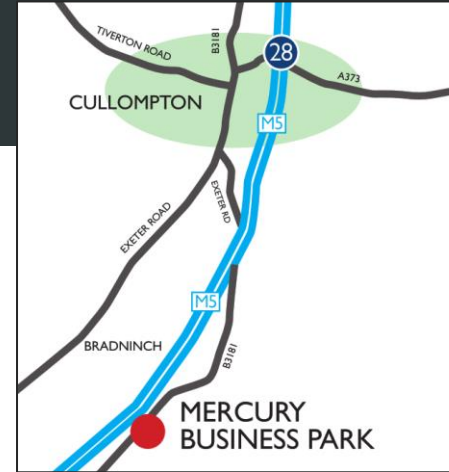 TIVERTON ROAD
B3181
28
A373
CULLOMPTON
M5
EXETER ROAD
EXETER RD
M5
BRADNINCH
B3181
MERCURY
BUSINESS PARK